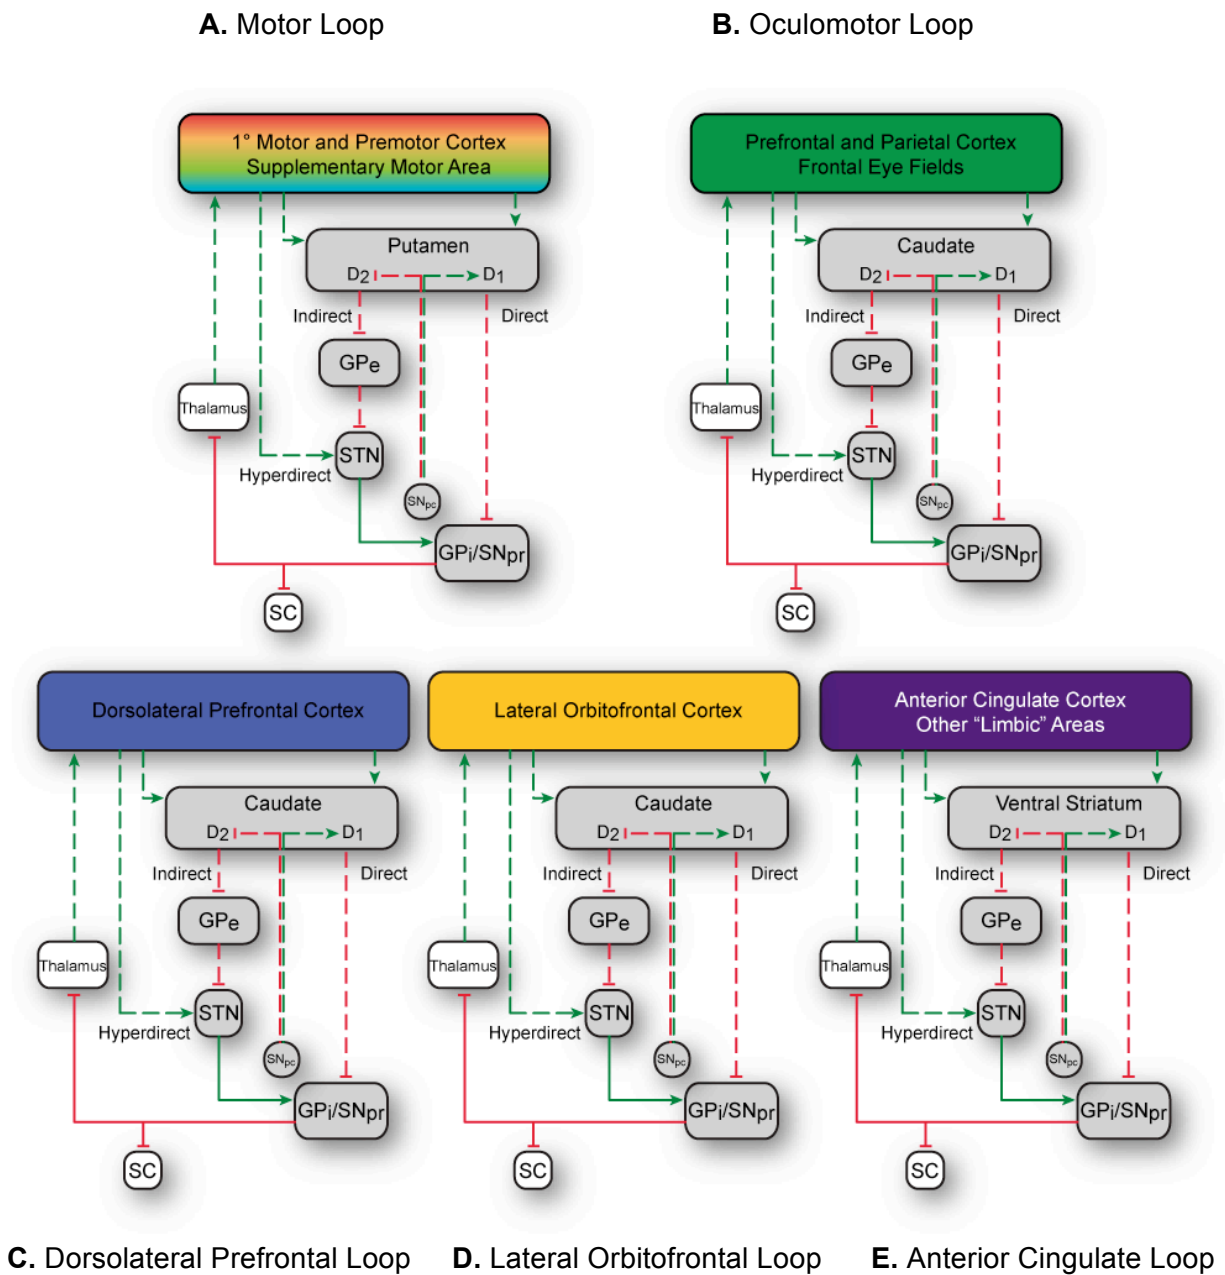 A. Motor Loop
B. Oculomotor Loop
1° Motor and Premotor Cortex
Supplementary Motor Area
Putamen
D2
D1
Indirect
Direct
GPe
Thalamus
STN
Hyperdirect
SNpc
GPi/SNpr
SC
Prefrontal and Parietal Cortex
Frontal Eye Fields
Caudate
D2
D1
Indirect
Direct
GPe
Thalamus
STN
Hyperdirect
SNpc
GPi/SNpr
SC
Dorsolateral Prefrontal Cortex
Caudate
D2
D1
Indirect
Direct
GPe
Thalamus
STN
Hyperdirect
SNpc
GPi/SNpr
SC
Lateral Orbitofrontal Cortex
Caudate
D2
D1
Indirect
Direct
GPe
Thalamus
STN
Hyperdirect
SNpc
GPi/SNpr
SC
Anterior Cingulate Cortex
Other “Limbic” Areas
Ventral Striatum
D2
D1
Indirect
Direct
GPe
Thalamus
STN
Hyperdirect
SNpc
GPi/SNpr
SC
C. Dorsolateral Prefrontal Loop
D. Lateral Orbitofrontal Loop
E. Anterior Cingulate Loop